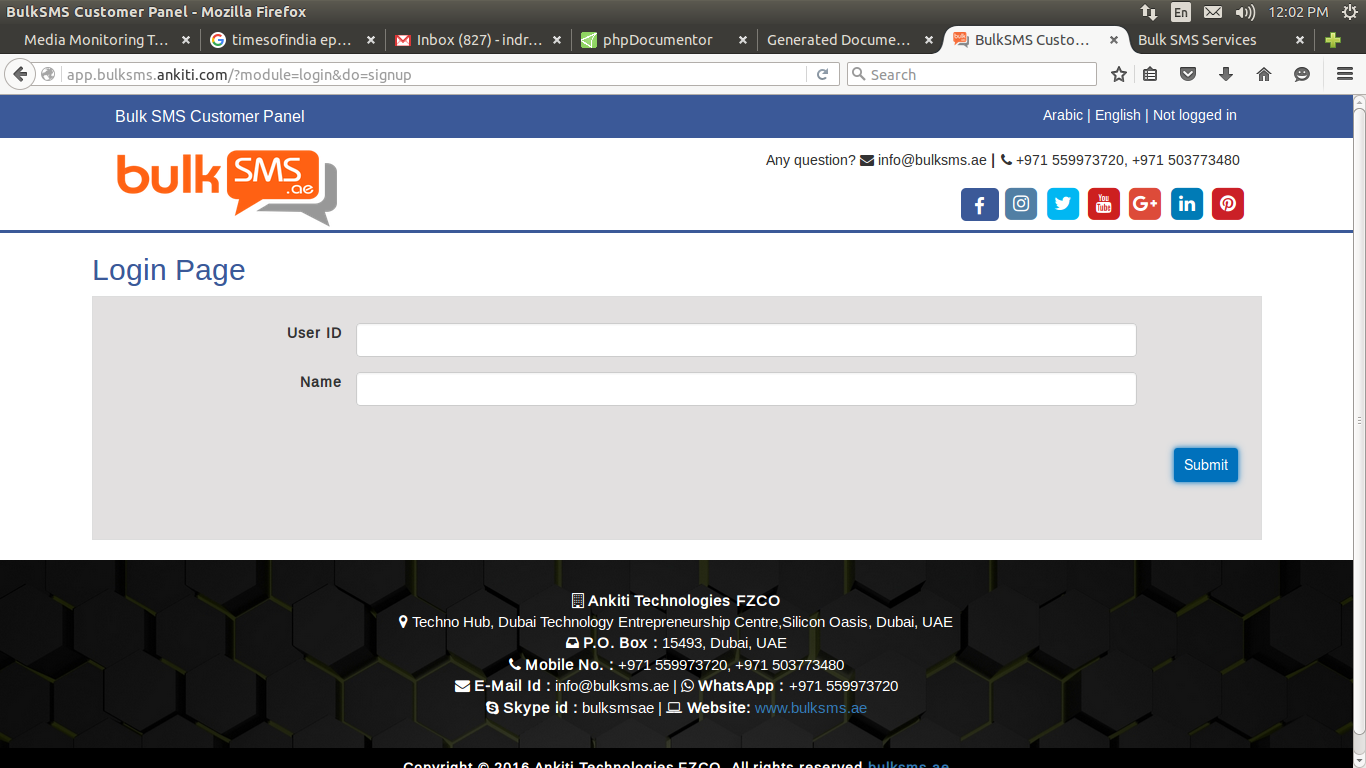 BulkSMS Customer Panel - Mozilla Firefox
En
12:02 PM
Media Monitoring T...
timesofindia ep...
Inbox (827) - indr...
phpDocumentor
Generated Docume...
BulkSMS Custo...
Bulk SMS Services
app.bulksms.ankiti.com/?module=login&do=signup
Search
Bulk SMS Customer Panel
Arabic | English | Not logged in
bulk SMS .ae
Any question? info@bulksms.ae | +971 559973720, +971 503773480
You Tube
Login Page
User ID
Name
Submit
Ankiti Technologies FZCO
Techno Hub, Dubai Technology Entrepreneurship Centre,Silicon Oasis, Dubai, UAE
P.O. Box : 15493, Dubai, UAE
Mobile No. : +971 559973720, +971 503773480
E-Mail Id : info@bulksms.ae | WhatsApp : +971 559973720
Skype id : bulksmsae | Website: www.bulksms.ae
Copyright © 2016 Ankiti Technologies FZCO. All rights reserved bulksms.ae